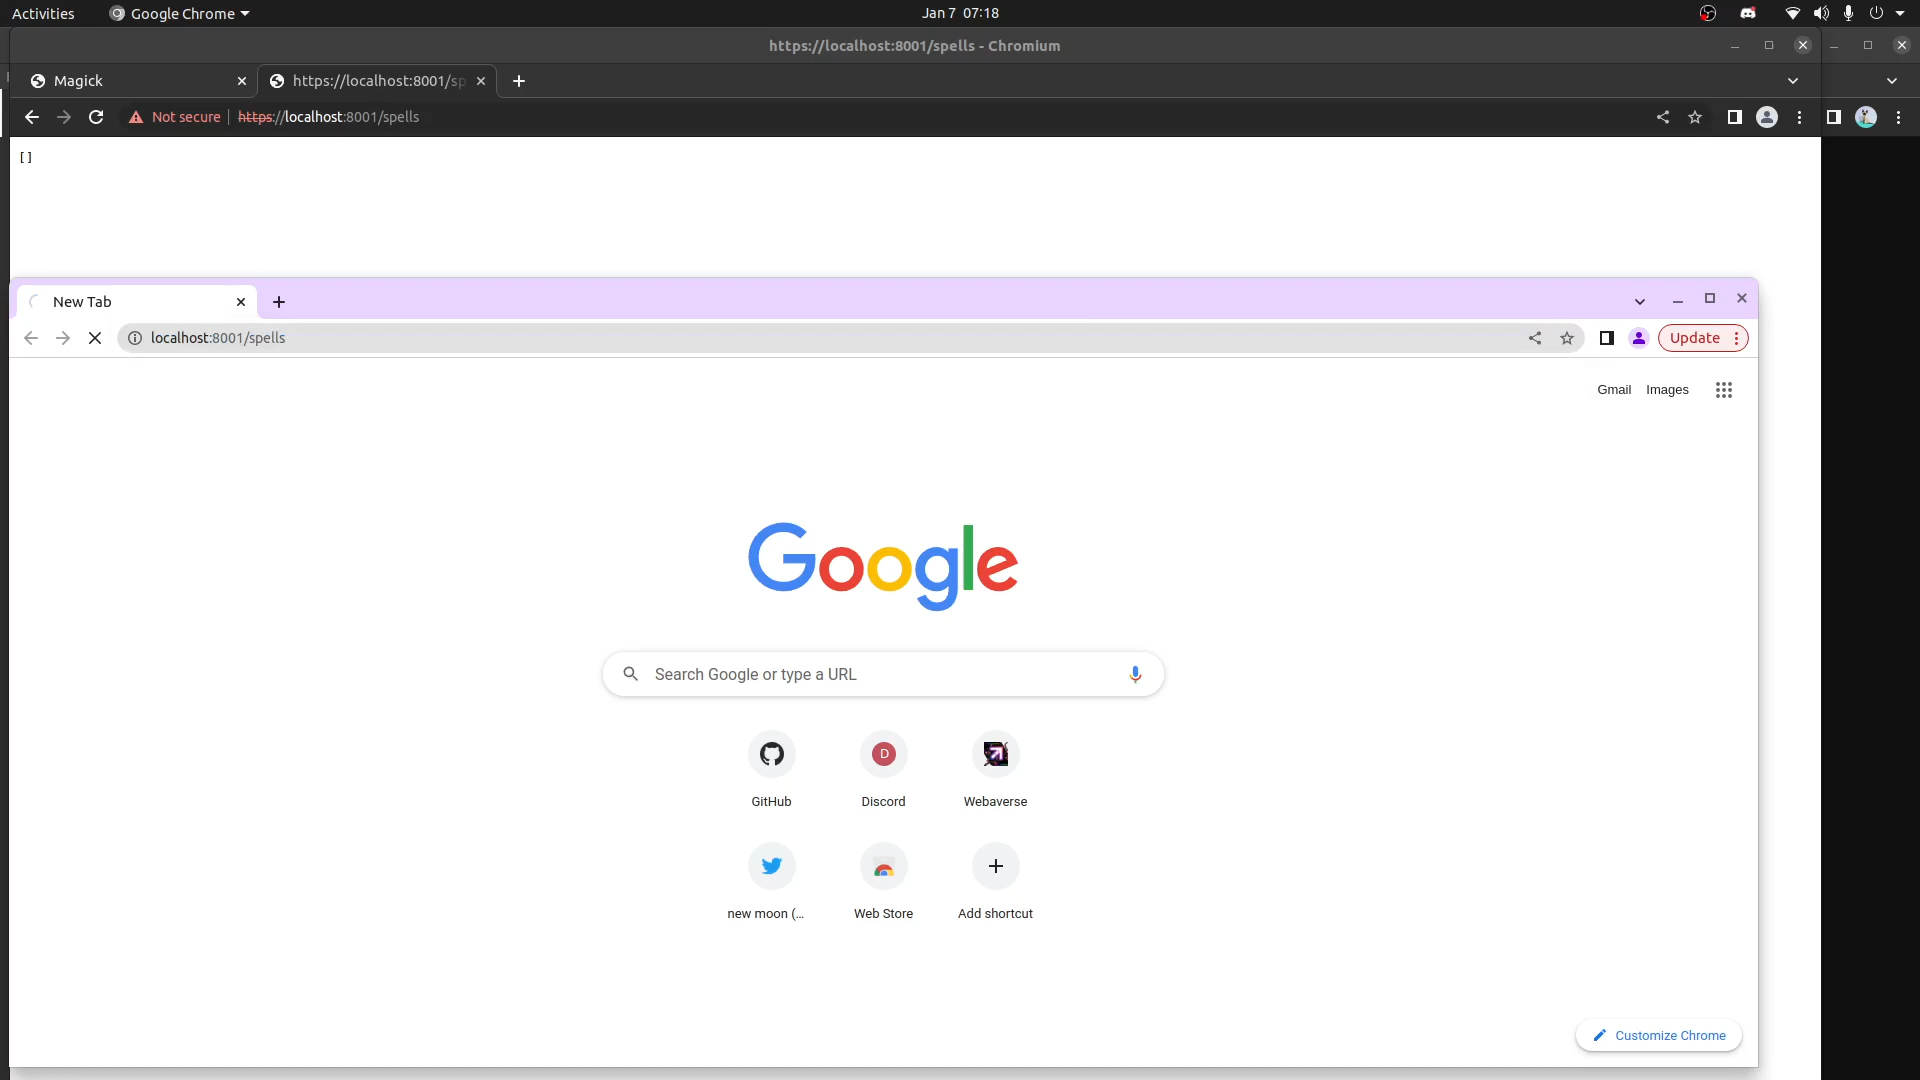 Activities
Google Chrome
Jan 7 07:18
https://localhost:8001/spells - Chromium
Magick
https://localhost:8001/sp
Not secure
https://localhost:8001/spells
[]
New Tab
localhost:8001/spells
Update
Gmail
Images
Google
Search Google or type a URL
GitHub
D
Discord
Webaverse
new moon (...
Web Store
Add shortcut
Customize Chrome